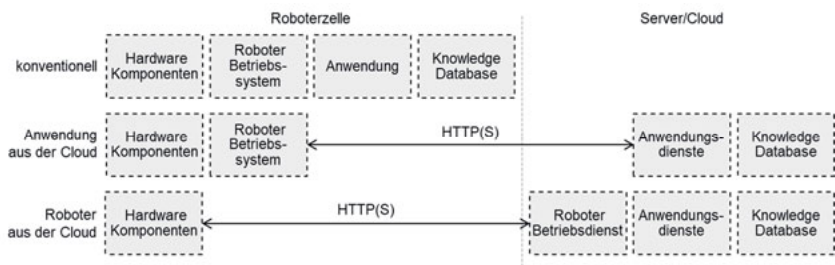 Roboterzelle
Server/Cloud
konventionell
Hardware
Komponenten
Roboter
Betriebs-
system
Anwendung
Knowledge
Database
Anwendung
aus der Cloud
Hardware
Komponenten
Roboter
Betriebs-
system
HTTP(S)
Anwendungs-
dienste
Knowledge
Database
Roboter
aus der Cloud
Hardware
Komponenten
HTTP(S)
Roboter
Betriebsdienst
Anwendungs-
dienste
Knowledge
Database